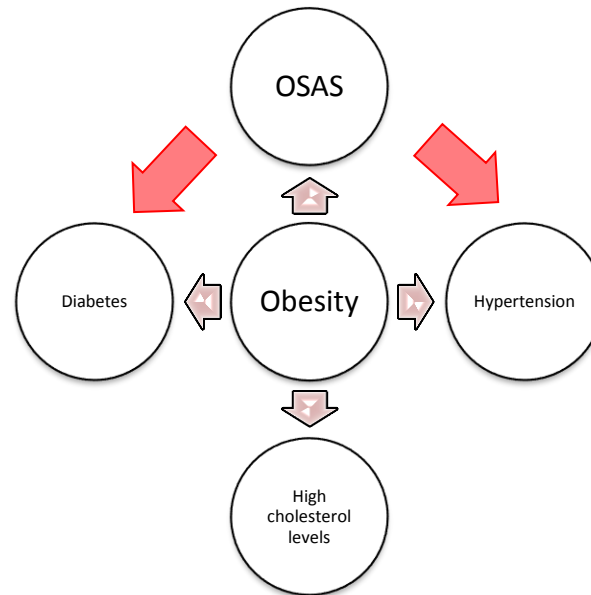 OSAS
Diabetes
Obesity
Hypertension
High
cholesterol
levels